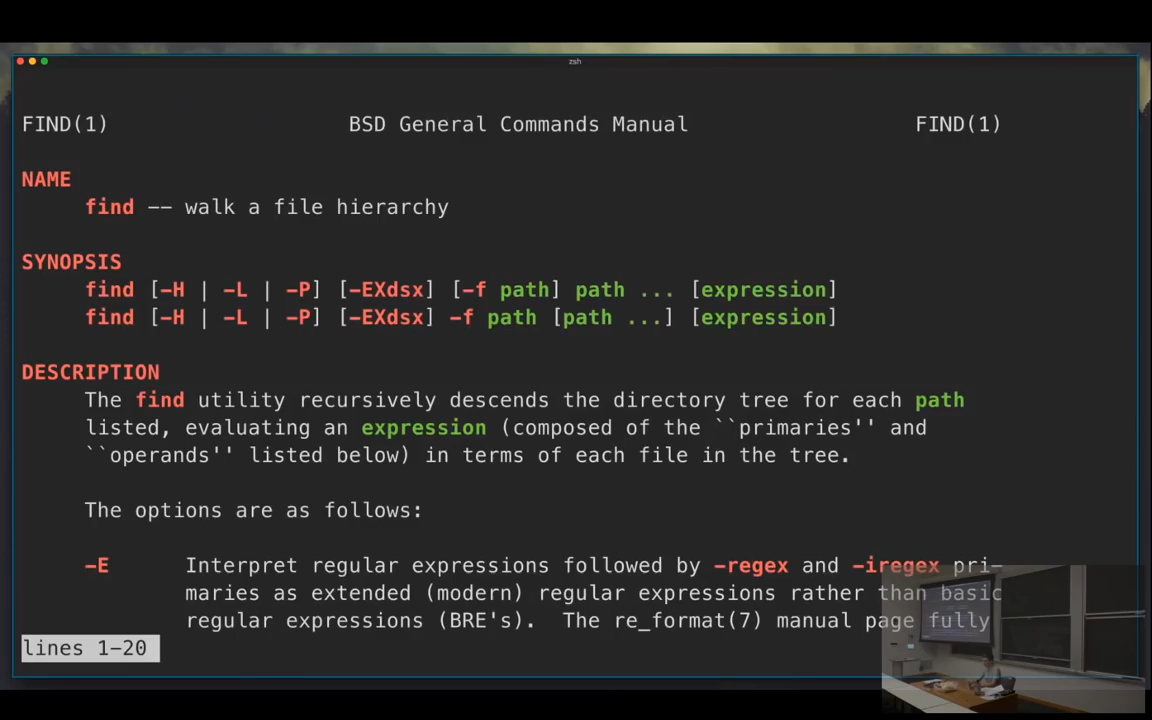 zsh
FIND(1) BSD General Commands Manual FIND(1)
NAME
find -- walk a file hierarchy
SYNOPSIS
find [-H | -L | -P] [-EXdsx] [-f path] path ... [expression]
find [-H | -L | -P] [-EXdsx] -f path [path ...] [expression]
DESCRIPTION
The find utility recursively descends the directory tree for each path
listed, evaluating an expression (composed of the ``primaries'' and
``operands'' listed below) in terms of each file in the tree.
The options are as follows:
-E Interpret regular expressions followed by -regex and -iregex pri-
maries as extended (modern) regular expressions rather than basic
regular expressions (BRE's). The re_format(7) manual page fully
lines 1-20